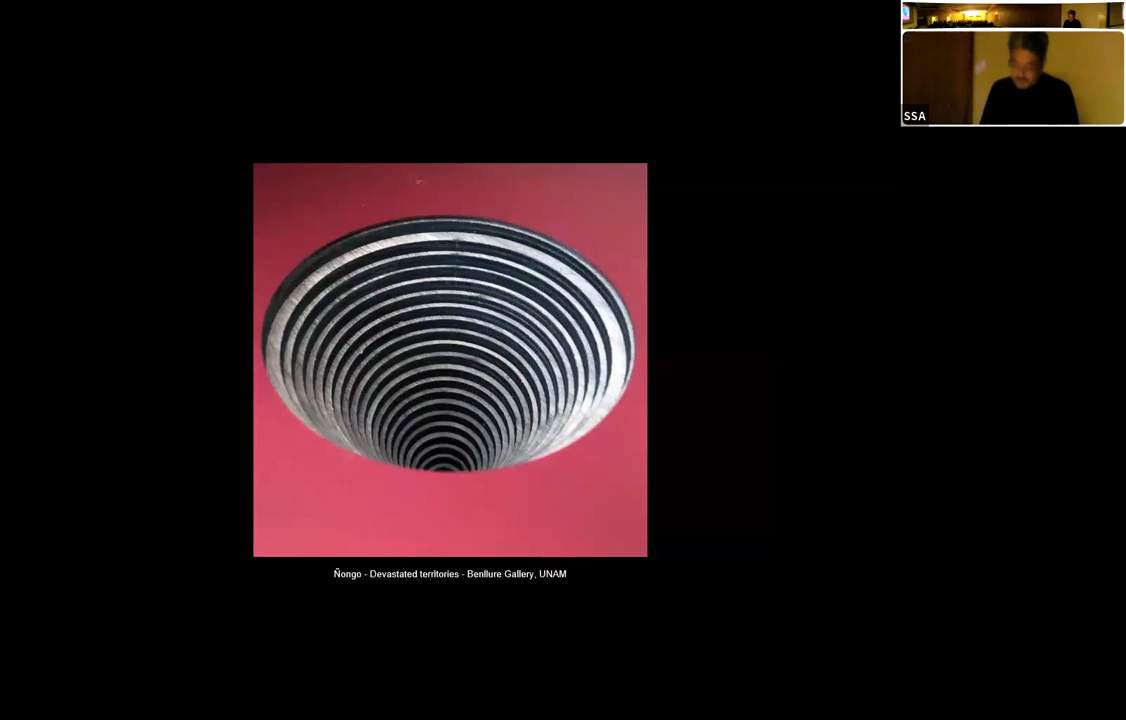 SSA
Ñongo - Devastated territories - Benllure Gallery, UNAM